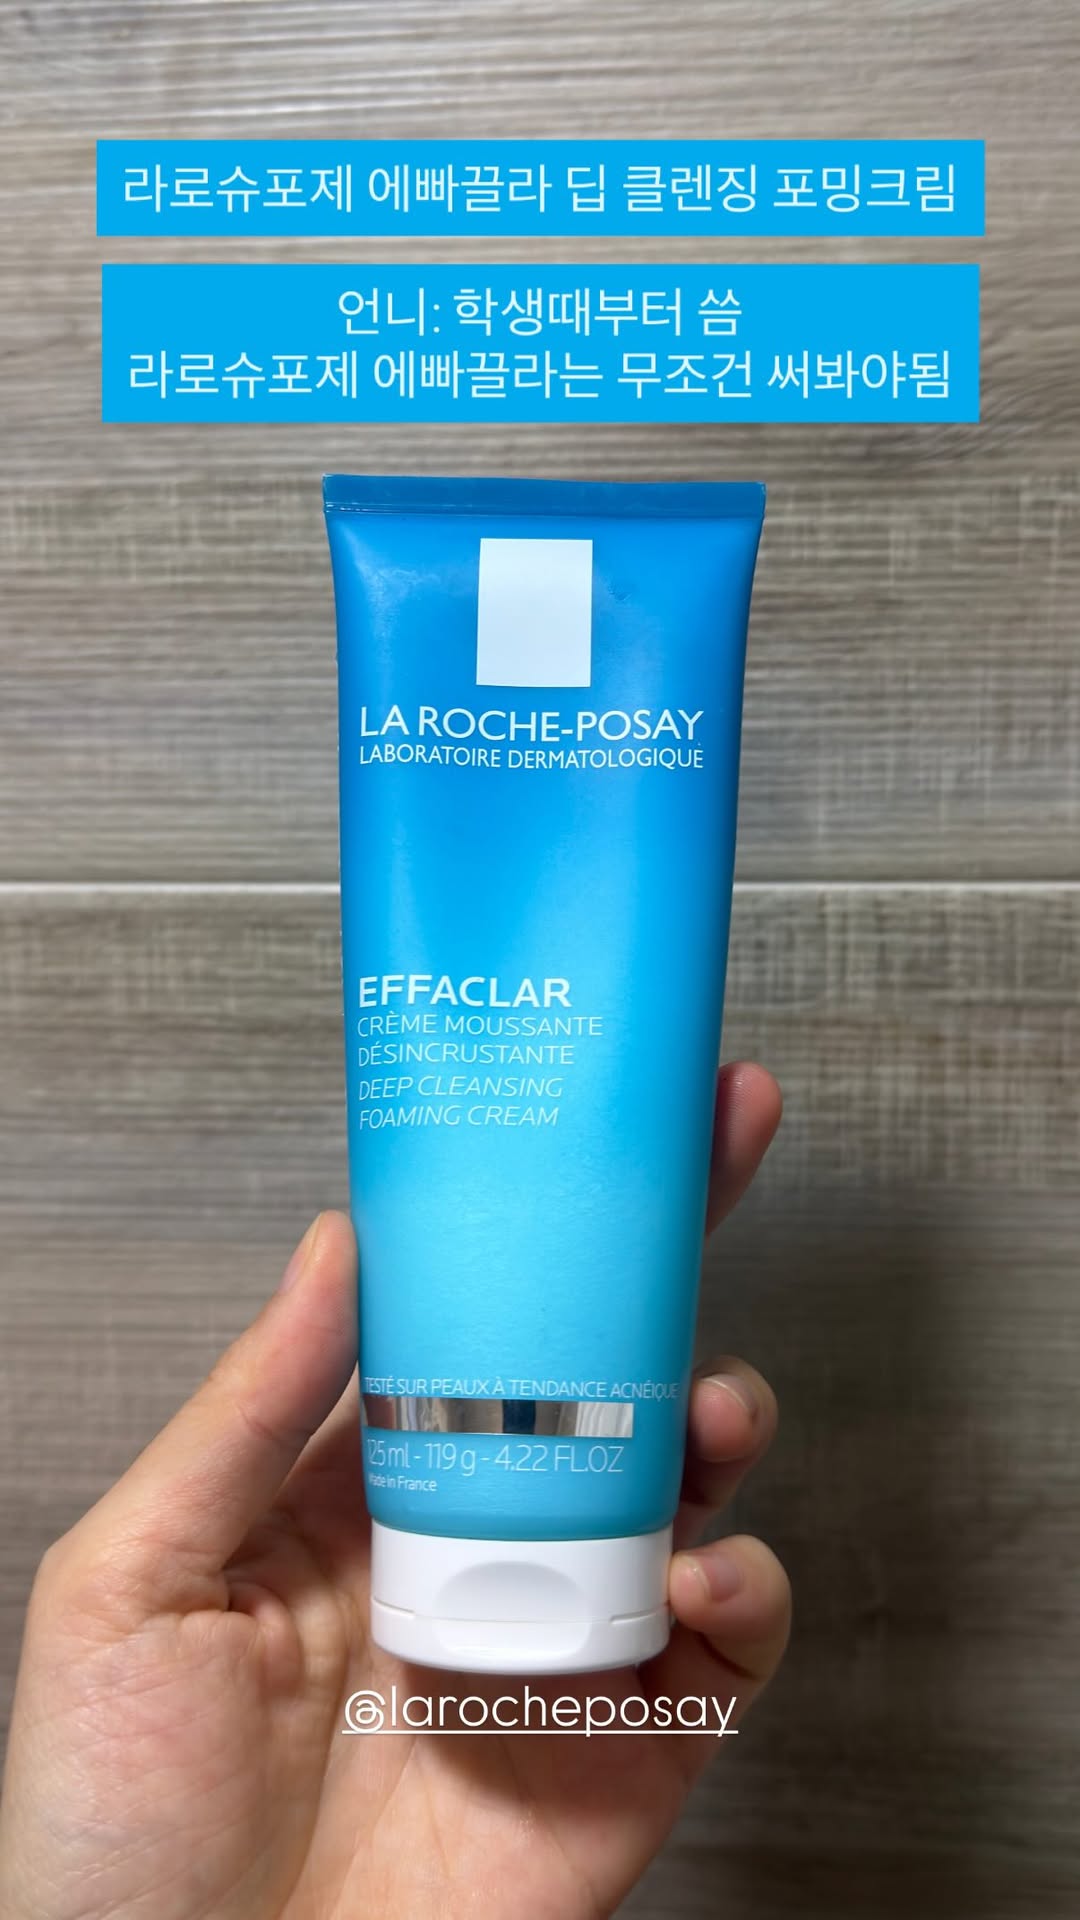 라로슈포제 에빠끌라 딥 클렌징 포밍크림
언니: 학생때부터 씀
라로슈포제 에빠끌라는 무조건 써봐야됨
LA ROCHE-POSAY
LABORATOIRE DERMATOLOGIQUE
EFFACLAR
CRÈME MOUSSANTE
DÉSINCRUSTANTE
DEEP CLEANSING
FOAMING CREAM
TESTÉ SUR PEAUX À TENDANCE ACNÉIQUE
125 ml - 119 g - 4.22 FL.OZ
Made in France
@larocheposay